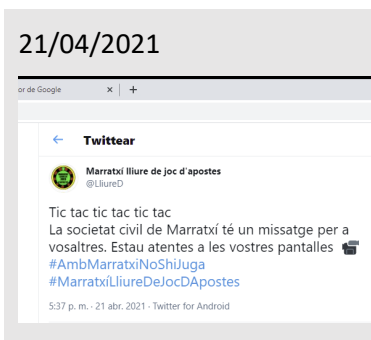 21/04/2021
or de Google × +
← Twittear
Marratxí lliure de joc d'apostes
@LliureD
Tic tac tic tac tic tac
La societat civil de Marratxí té un missatge per a
vosaltres. Estau atentes a les vostres pantalles
#AmbMarratxiNoShiJuga
#MarratxíLliureDeJocDApostes
5:37 p. m. · 21 abr. 2021 · Twitter for Android